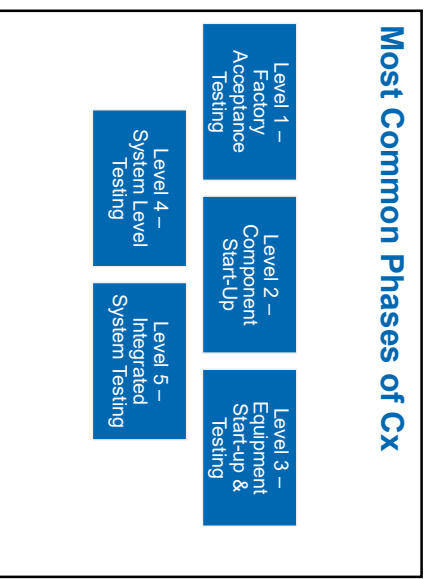 Most Common Phases of Cx
Level 1 –
Factory
Acceptance
Testing
Level 2 –
Component
Start-Up
Level 3 –
Equipment
Start-up &
Testing
Level 4 –
System Level
Testing
Level 5 –
Integrated
System Testing